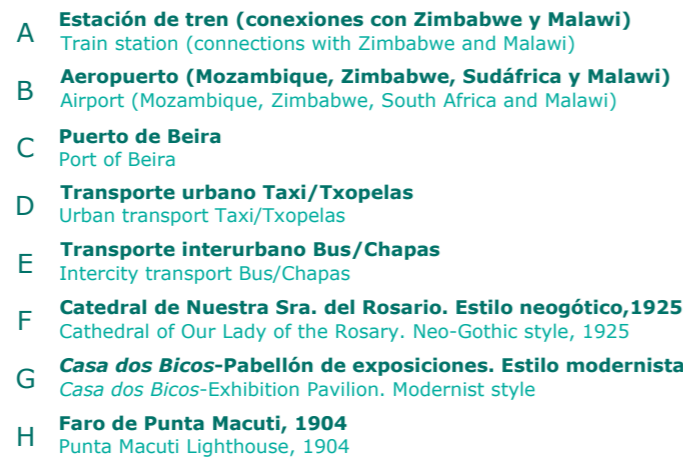 A Estación de tren (conexiones con Zimbabwe y Malawi)
Train station (connections with Zimbabwe and Malawi)
B Aeropuerto (Mozambique, Zimbabwe, Sudáfrica y Malawi)
Airport (Mozambique, Zimbabwe, South Africa and Malawi)
C Puerto de Beira
Port of Beira
D Transporte urbano Taxi/Txopelas
Urban transport Taxi/Txopelas
E Transporte interurbano Bus/Chapas
Intercity transport Bus/Chapas
F Catedral de Nuestra Sra. del Rosario. Estilo neogótico,1925
Cathedral of Our Lady of the Rosary. Neo-Gothic style, 1925
G Casa dos Bicos-Pabellón de exposiciones. Estilo modernista
Casa dos Bicos-Exhibition Pavilion. Modernist style
H Faro de Punta Macuti, 1904
Punta Macuti Lighthouse, 1904